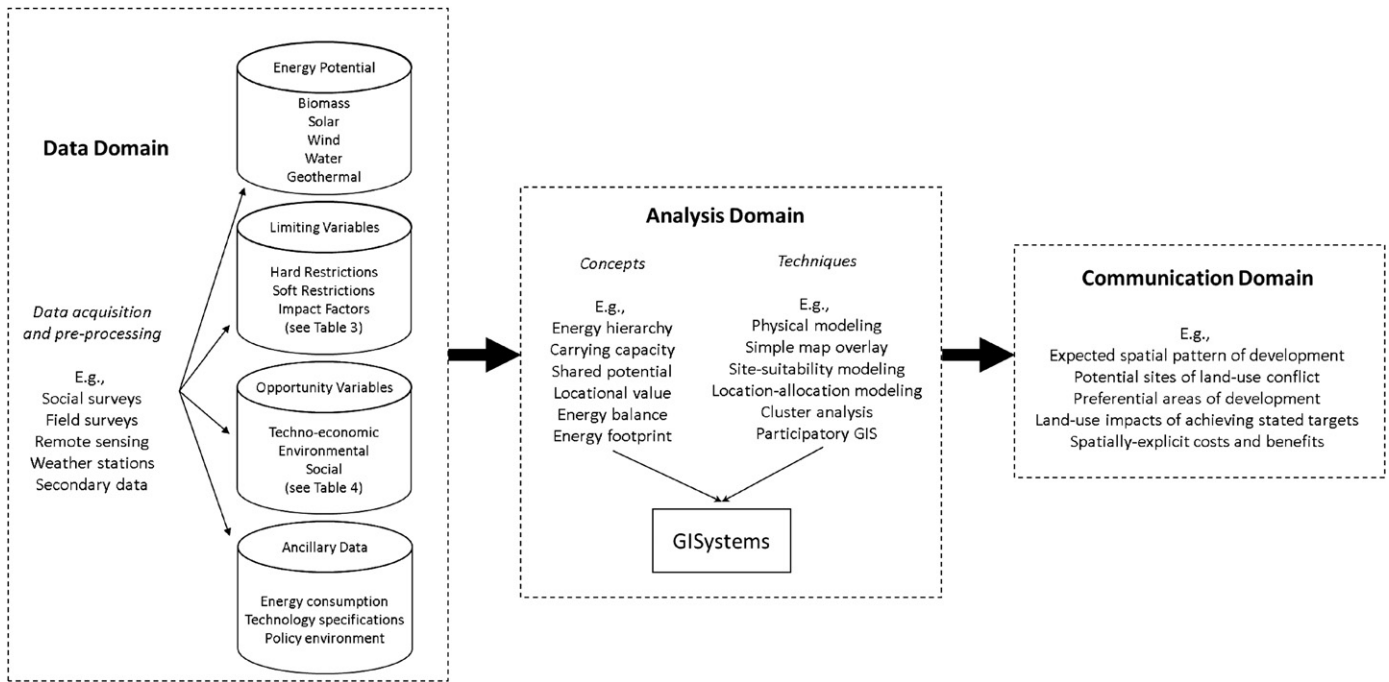 Data Domain
Data acquisition
and pre-processing
E.g.,
Social surveys
Field surveys
Remote sensing
Weather stations
Secondary data
Energy Potential
Biomass
Solar
Wind
Water
Geothermal
Limiting Variables
Hard Restrictions
Soft Restrictions
Impact Factors
(see Table 3)
Opportunity Variables
Techno-economic
Environmental
Social
(see Table 4)
Ancillary Data
Energy consumption
Technology specifications
Policy environment
Analysis Domain
Concepts
E.g.,
Energy hierarchy
Carrying capacity
Shared potential
Locational value
Energy balance
Energy footprint
Techniques
E.g.,
Physical modeling
Simple map overlay
Site-suitability modeling
Location-allocation modeling
Cluster analysis
Participatory GIS
GISystems
Communication Domain
E.g.,
Expected spatial pattern of development
Potential sites of land-use conflict
Preferential areas of development
Land-use impacts of achieving stated targets
Spatially-explicit costs and benefits